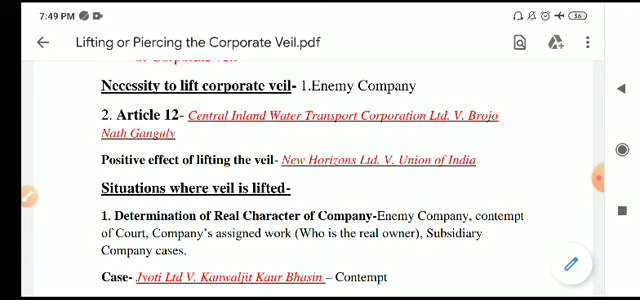 7:49 PM
36
Lifting or Piercing the Corporate Veil.pdf
of Corporate veil
Necessity to lift corporate veil- 1.Enemy Company
2. Article 12- Central Inland Water Transport Corporation Ltd. V. Brojo
Nath Ganguly
Positive effect of lifting the veil- New Horizons Ltd. V. Union of India
Situations where veil is lifted-
1. Determination of Real Character of Company-Enemy Company, contempt
of Court, Company's assigned work (Who is the real owner), Subsidiary
Company cases.
Case- Jyoti Ltd V. Kanwaljit Kaur Bhasin – Contempt